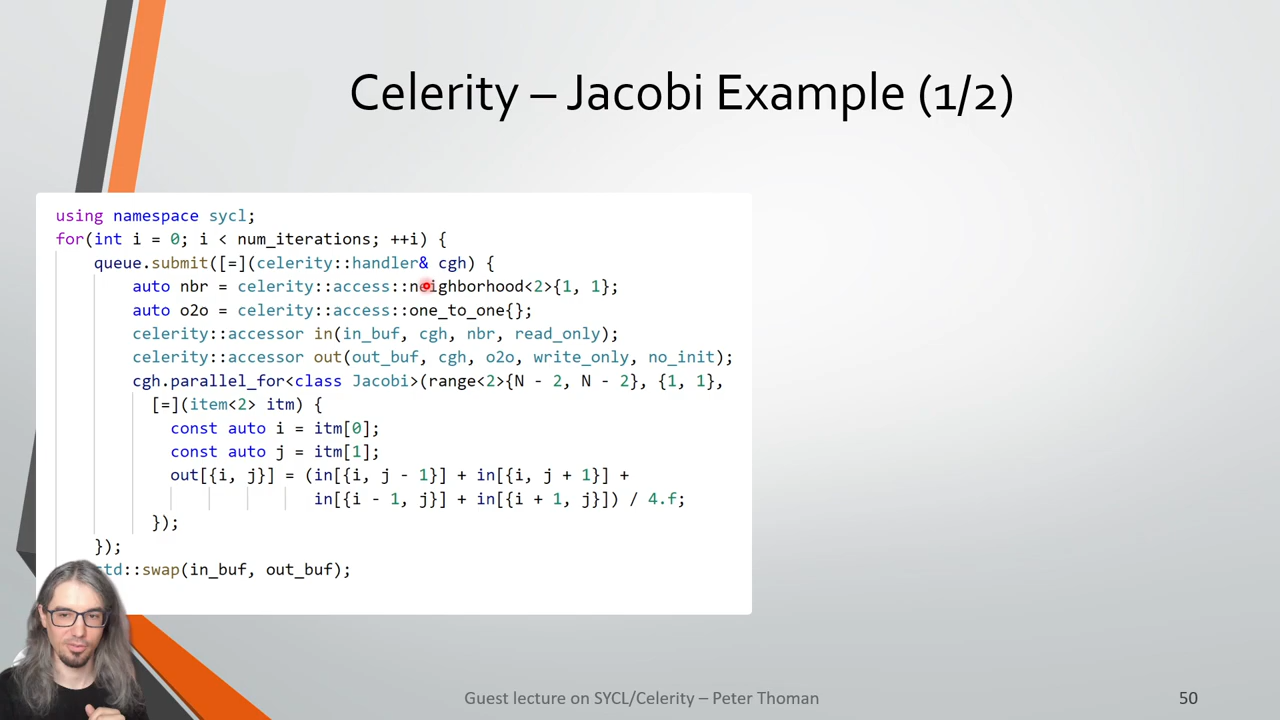 Celerity – Jacobi Example (1/2)
using namespace sycl;
for(int i = 0; i < num_iterations; ++i) {
queue.submit([=](celerity::handler& cgh) {
auto nbr = celerity::access::neighborhood<2>{1, 1};
auto o2o = celerity::access::one_to_one{};
celerity::accessor in(in_buf, cgh, nbr, read_only);
celerity::accessor out(out_buf, cgh, o2o, write_only, no_init);
cgh.parallel_for<class Jacobi>(range<2>{N - 2, N - 2}, {1, 1},
[=](item<2> itm) {
const auto i = itm[0];
const auto j = itm[1];
out[{i, j}] = (in[{i, j - 1}] + in[{i, j + 1}] +
in[{i - 1, j}] + in[{i + 1, j}]) / 4.f;
});
});
std::swap(in_buf, out_buf);
Guest lecture on SYCL/Celerity – Peter Thoman
50